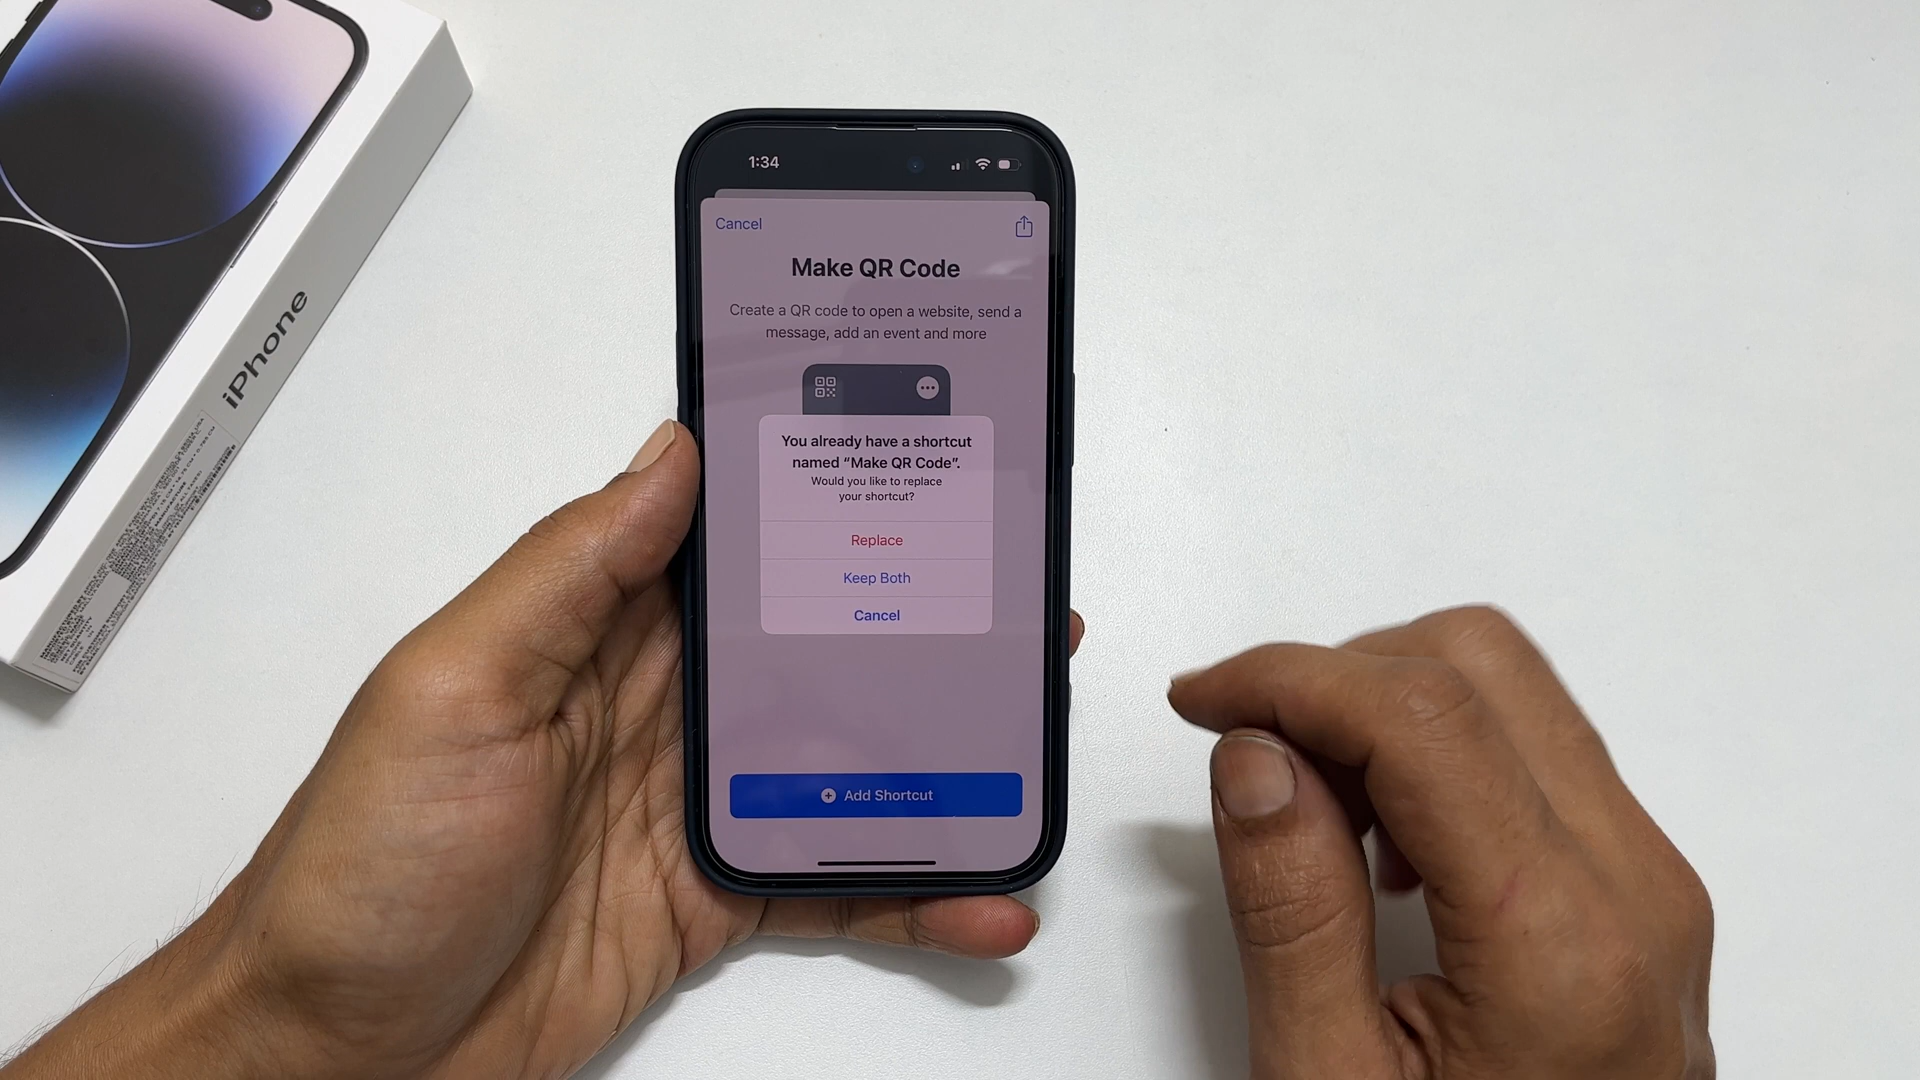 iPhone
1:34
Cancel
Make QR Code
Create a QR code to open a website, send a
message, add an event and more
You already have a shortcut
named “Make QR Code”.
Would you like to replace
your shortcut?
Replace
Keep Both
Cancel
Add Shortcut